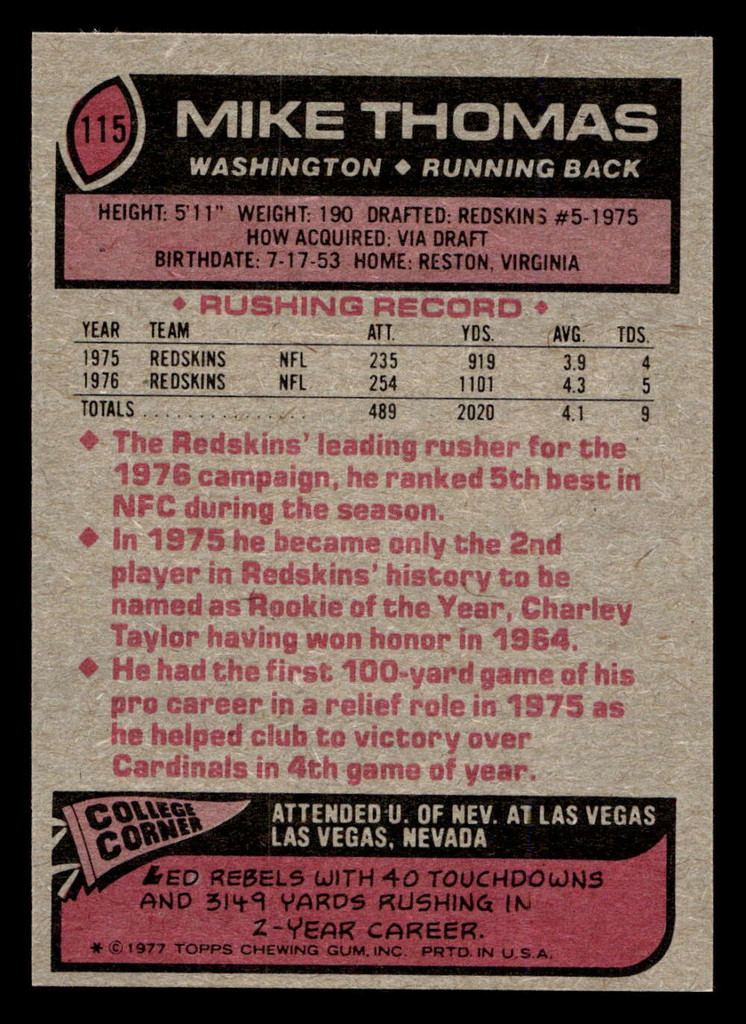 115
MIKE THOMAS
WASHINGTON ◆ RUNNING BACK
HEIGHT: 5'11" WEIGHT: 190 DRAFTED: REDSKINS #5-1975
HOW ACQUIRED: VIA DRAFT
BIRTHDATE: 7-17-53 HOME: RESTON, VIRGINIA
◆ RUSHING RECORD ◆
YEAR TEAM ATT. YDS. AVG. TDS.
1975 REDSKINS NFL 235 919 3.9 4
1976 REDSKINS NFL 254 1101 4.3 5
TOTALS . . . . . . . . . . . . . . . . 489 2020 4.1 9
◆ The Redskins' leading rusher for the
1976 campaign, he ranked 5th best in
NFC during the season.
◆ In 1975 he became only the 2nd
player in Redskins' history to be
named as Rookie of the Year, Charley
Taylor having won honor in 1964.
◆ He had the first 100-yard game of his
pro career in a relief role in 1975 as
he helped club to victory over
Cardinals in 4th game of year.
COLLEGE
CORNER
ATTENDED U. OF NEV. AT LAS VEGAS
LAS VEGAS, NEVADA
LED REBELS WITH 40 TOUCHDOWNS
AND 3149 YARDS RUSHING IN
2-YEAR CAREER.
* © 1977 TOPPS CHEWING GUM, INC. PRTD. IN U.S.A.